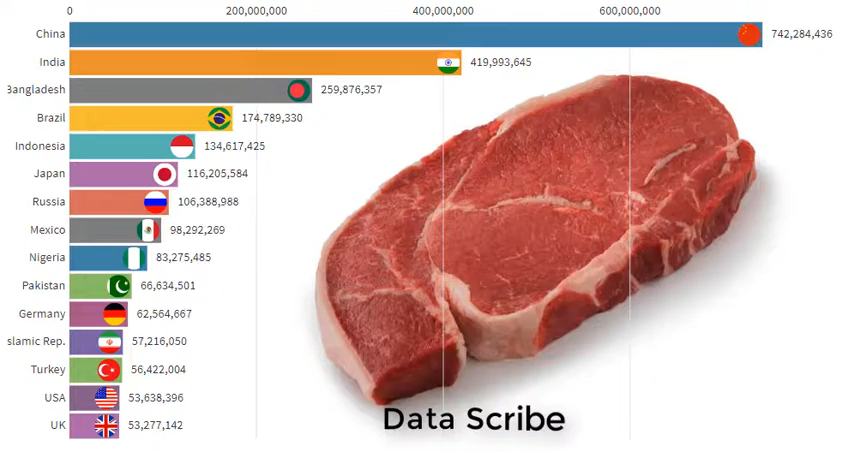 0 200,000,000 400,000,000 600,000,000
China 742,284,436
India 419,993,645
3angladesh 259,876,357
Brazil 174,789,330
Indonesia 134,617,425
Japan 116,205,584
Russia 106,388,988
Mexico 98,292,269
Nigeria 83,275,485
Pakistan 66,634,501
Germany 62,564,667
slamic Rep. 57,216,050
Turkey 56,422,004
USA 53,638,396
UK 53,277,142
Data Scribe